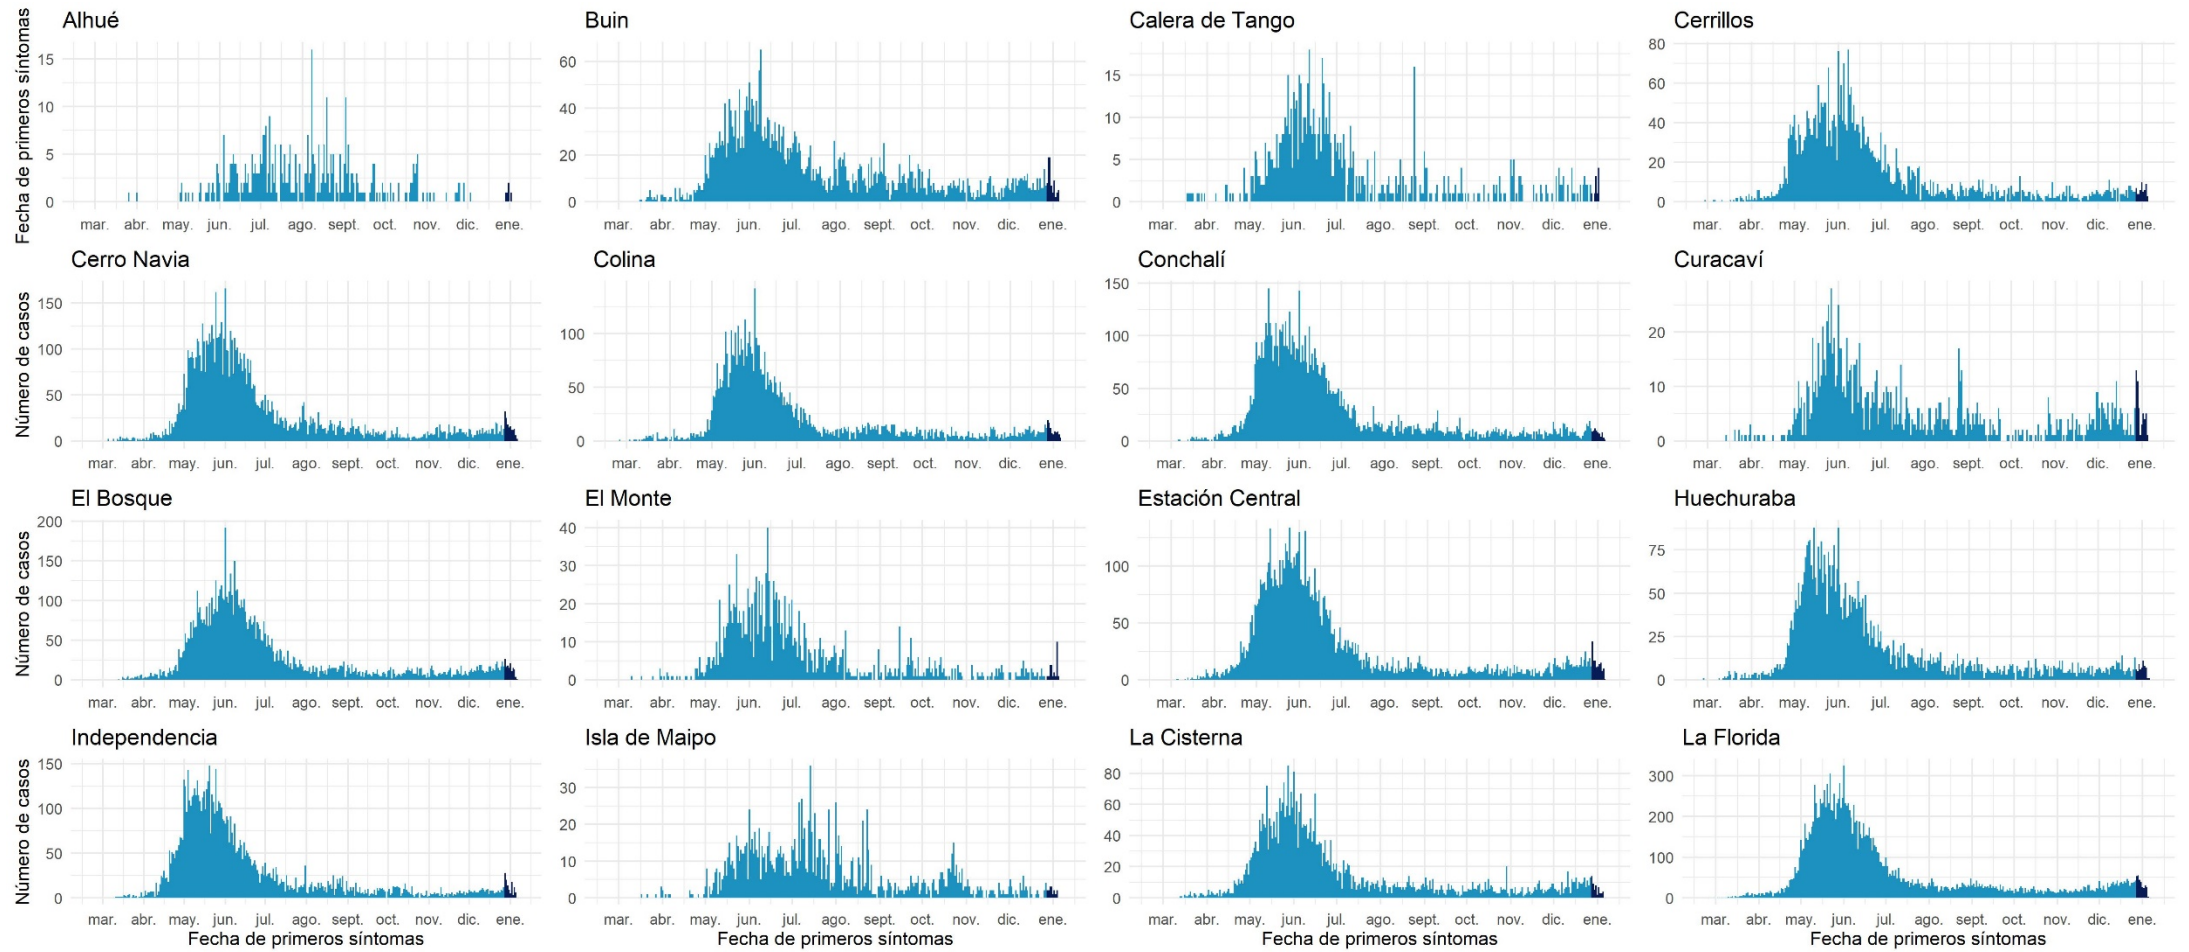 Alhué
Fecha de primeros síntomas
15
10
5
0
mar. abr. may. jun. jul. ago. sept. oct. nov. dic. ene.
Buin
60
40
20
0
mar. abr. may. jun. jul. ago. sept. oct. nov. dic. ene.
Calera de Tango
15
10
5
0
mar. abr. may. jun. jul. ago. sept. oct. nov. dic. ene.
Cerrillos
80
60
40
20
0
mar. abr. may. jun. jul. ago. sept. oct. nov. dic. ene.
Cerro Navia
Número de casos
150
100
50
0
mar. abr. may. jun. jul. ago. sept. oct. nov. dic. ene.
Colina
100
50
0
mar. abr. may. jun. jul. ago. sept. oct. nov. dic. ene.
Conchalí
150
100
50
0
mar. abr. may. jun. jul. ago. sept. oct. nov. dic. ene.
Curacaví
20
10
0
mar. abr. may. jun. jul. ago. sept. oct. nov. dic. ene.
El Bosque
Número de casos
200
150
100
50
0
mar. abr. may. jun. jul. ago. sept. oct. nov. dic. ene.
El Monte
40
30
20
10
0
mar. abr. may. jun. jul. ago. sept. oct. nov. dic. ene.
Estación Central
100
50
0
mar. abr. may. jun. jul. ago. sept. oct. nov. dic. ene.
Huechuraba
75
50
25
0
mar. abr. may. jun. jul. ago. sept. oct. nov. dic. ene.
Independencia
Número de casos
150
100
50
0
mar. abr. may. jun. jul. ago. sept. oct. nov. dic. ene.
Fecha de primeros síntomas
Isla de Maipo
30
20
10
0
mar. abr. may. jun. jul. ago. sept. oct. nov. dic. ene.
Fecha de primeros síntomas
La Cisterna
80
60
40
20
0
mar. abr. may. jun. jul. ago. sept. oct. nov. dic. ene.
Fecha de primeros síntomas
La Florida
300
200
100
0
mar. abr. may. jun. jul. ago. sept. oct. nov. dic. ene.
Fecha de primeros síntomas